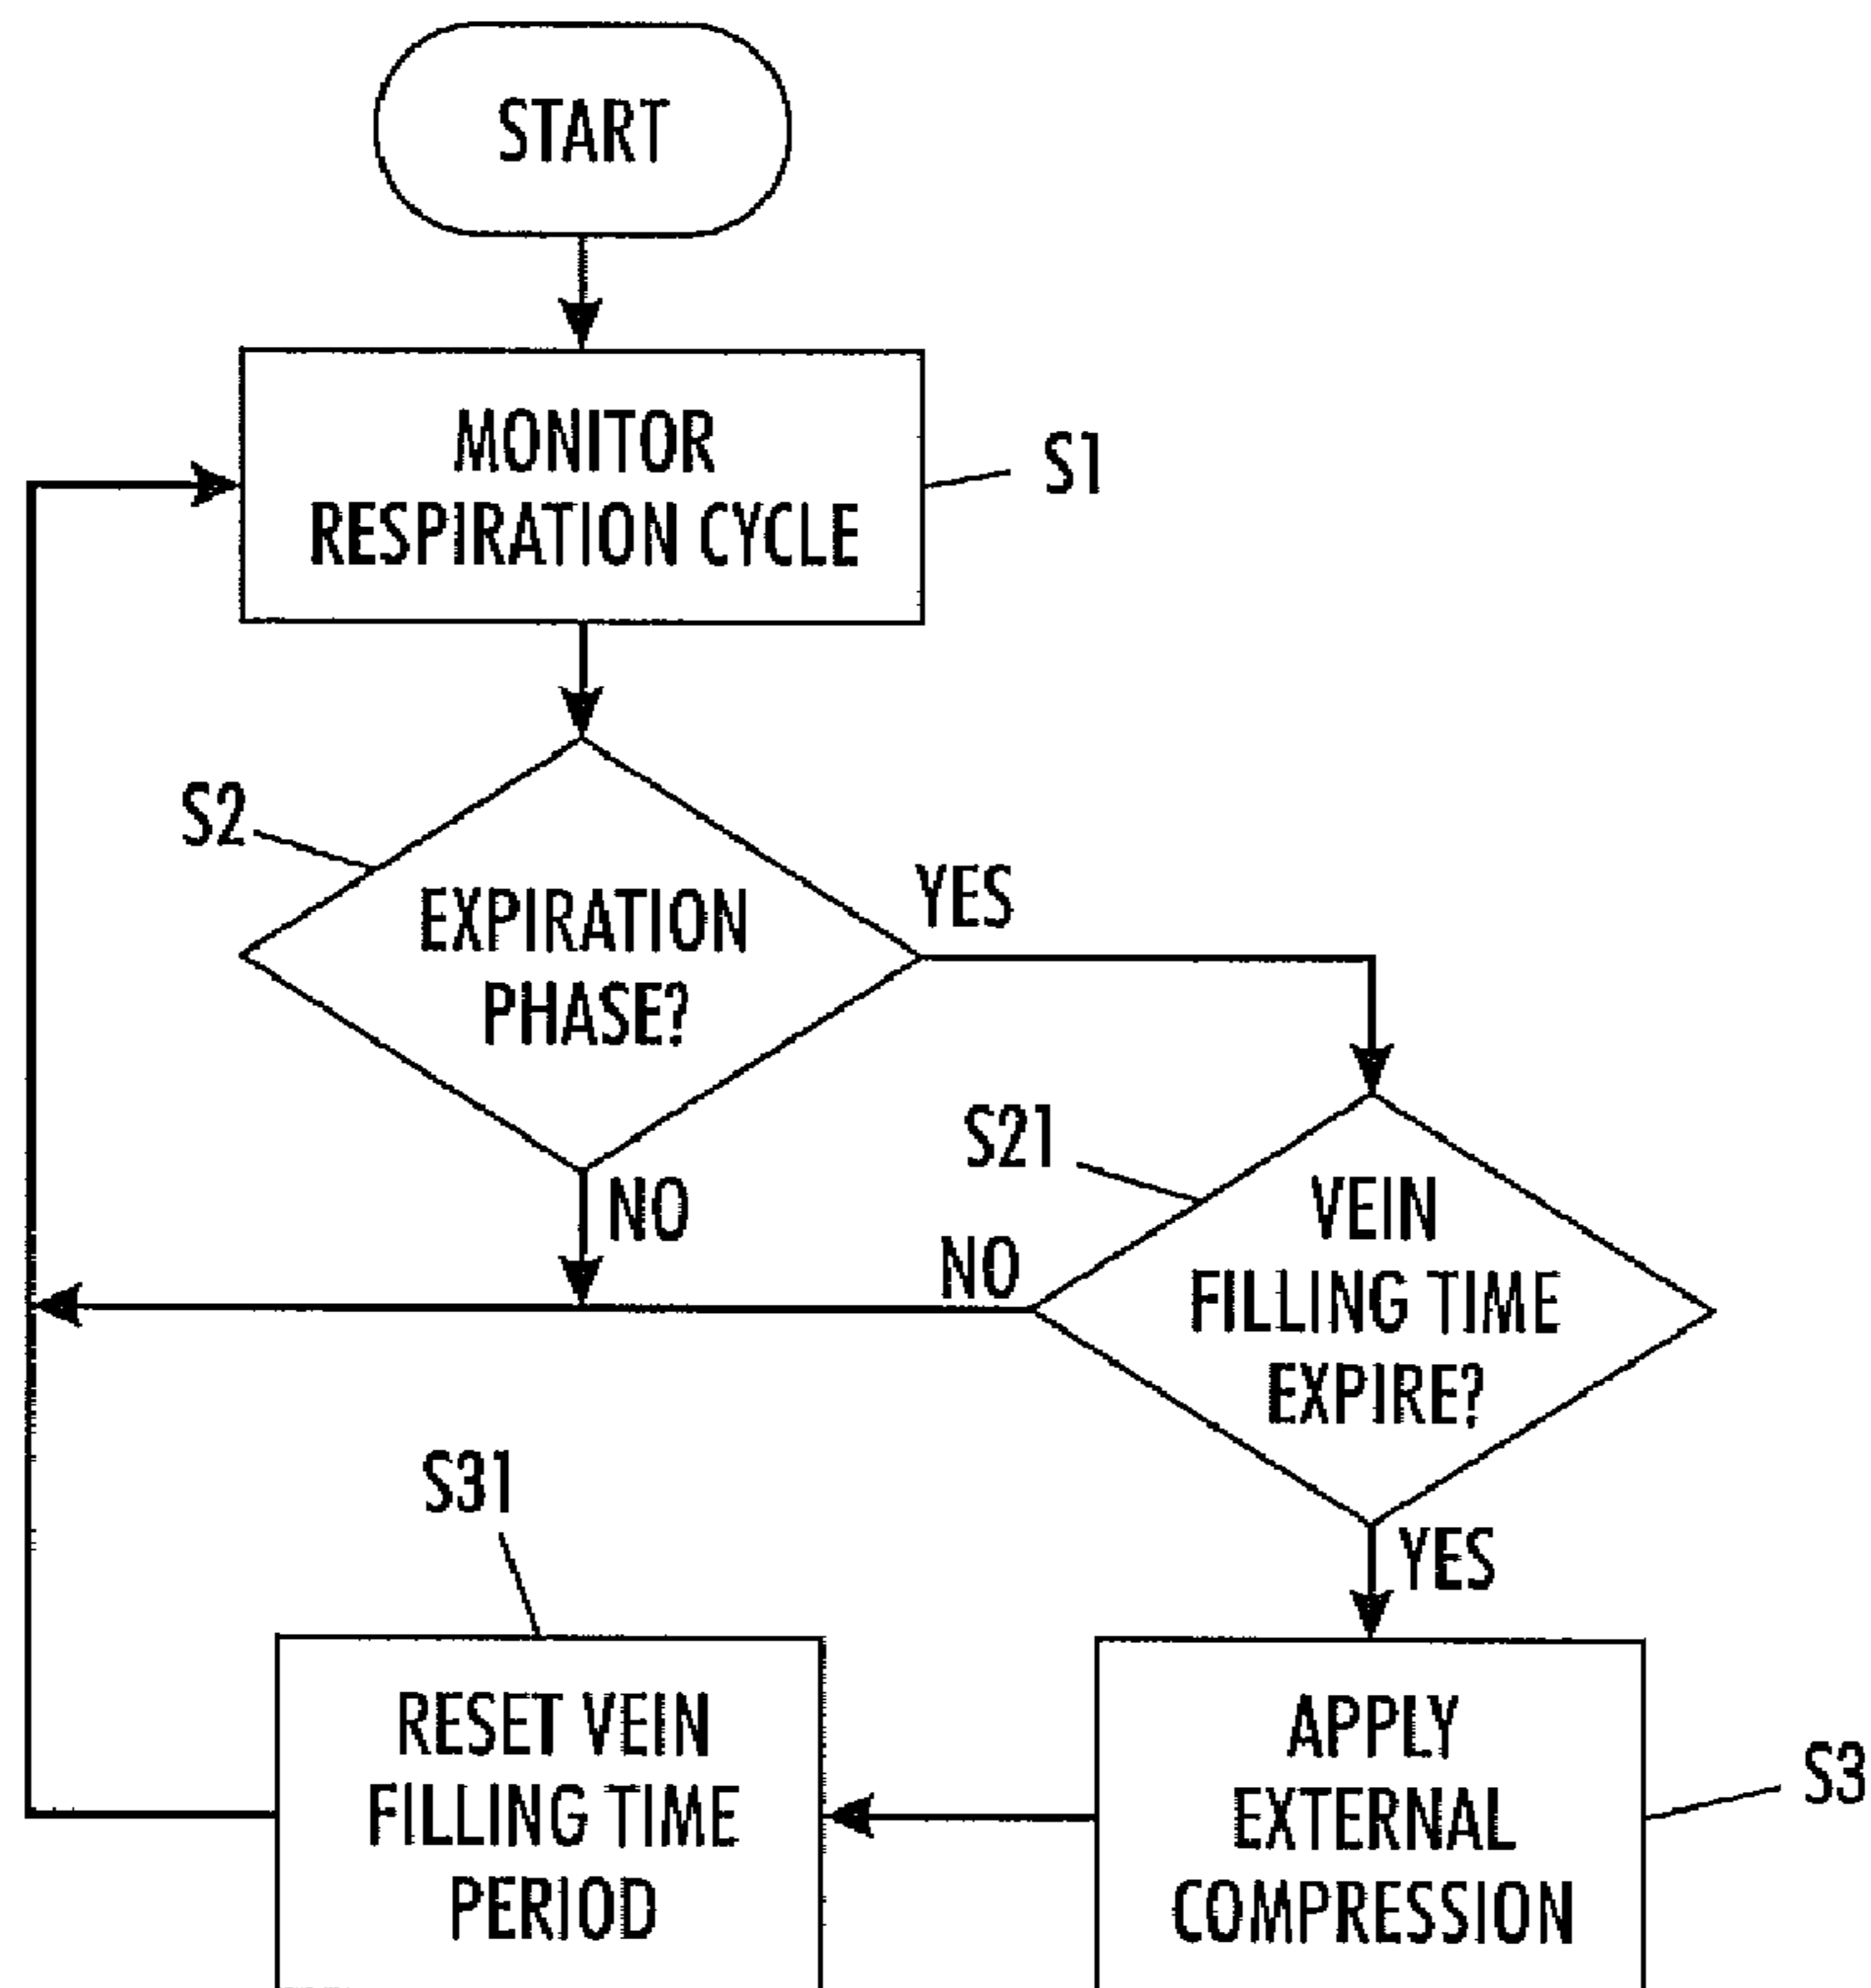 START
MONITOR
RESPIRATION CYCLE
S1
S2
EXPIRATION
PHASE?
YES
NO
S21
VEIN
FILLING TIME
EXPIRE?
NO
YES
S31
RESET VEIN
FILLING TIME
PERIOD
APPLY
EXTERNAL
COMPRESSION
S3